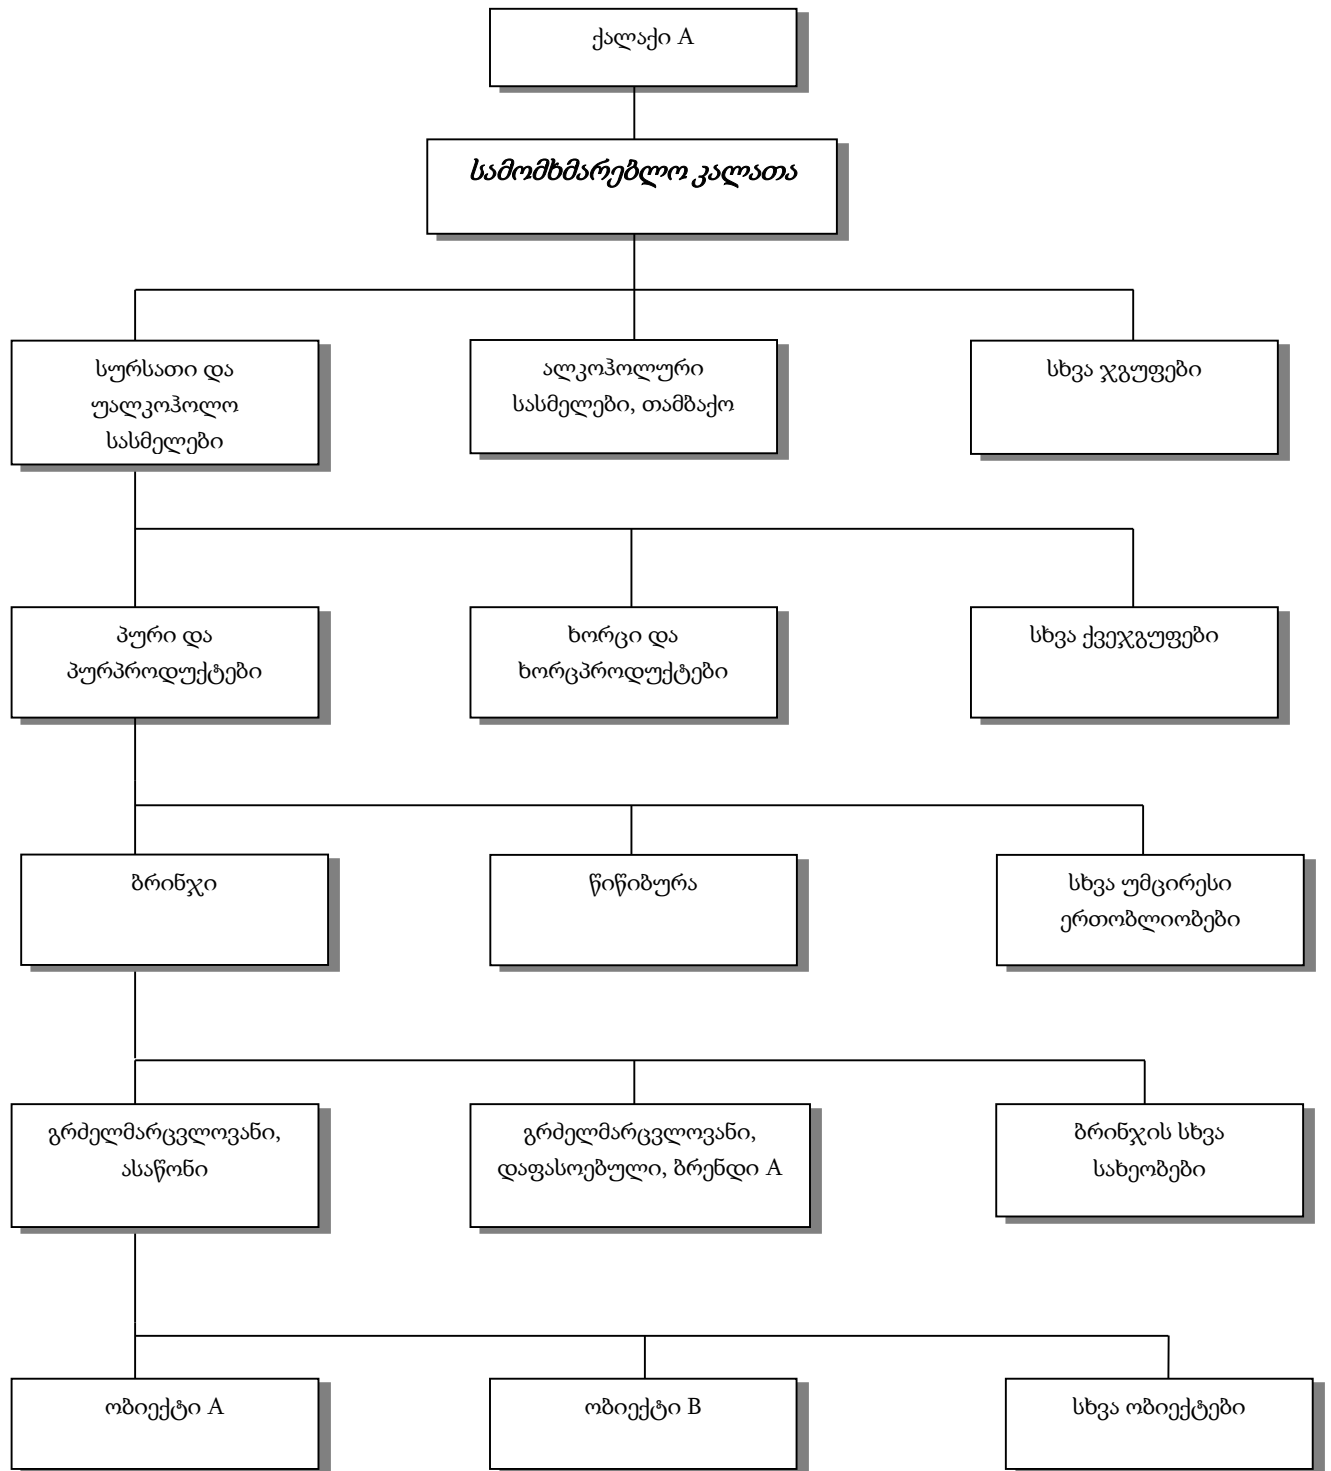 ქალაქი A
სამომხმარებლო კალათა
სურსათი და
უალკოჰოლო
სასმელები
ალკოჰოლური
სასმელები, თამბაქო
სხვა ჯგუფები
პური და
პურპროდუქტები
ხორცი და
ხორცპროდუქტები
სხვა ქვეჯგუფები
ბრინჯი
წიწიბურა
სხვა უმცირესი
ერთობლიობები
გრძელმარცვლოვანი,
ასაწონი
გრძელმარცვლოვანი,
დაფასოებული, ბრენდი A
ბრინჯის სხვა
სახეობები
ობიექტი A
ობიექტი B
სხვა ობიექტები